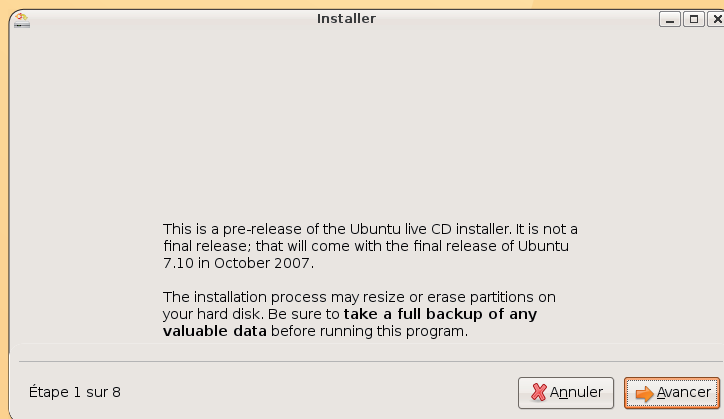 Installer
This is a pre-release of the Ubuntu live CD installer. It is not a
final release; that will come with the final release of Ubuntu
7.10 in October 2007.
The installation process may resize or erase partitions on
your hard disk. Be sure to take a full backup of any
valuable data before running this program.
Étape 1 sur 8
Annuler
Avancer